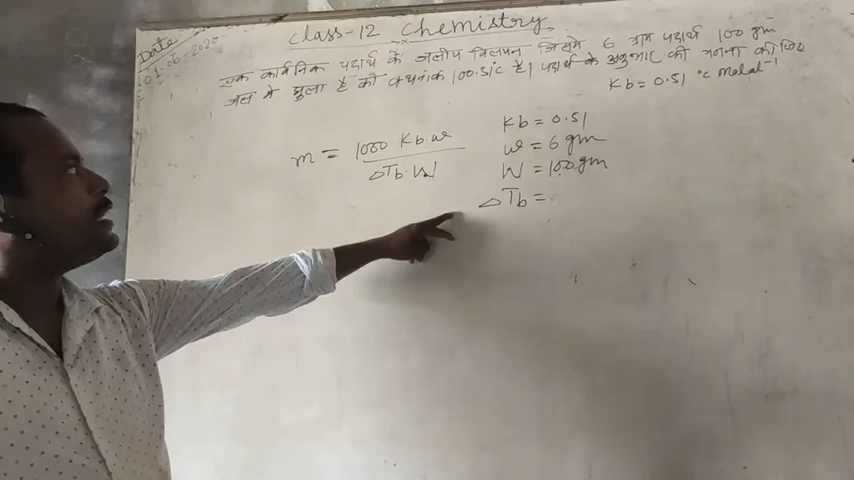 Class-12 Chemistry
Date
01-06-2020
एक कार्बनिक पदार्थ के जलीय विलयन जिसमे 6 ग्राम पदार्थ 100 gm
जल मे घुला है का क्वथनांक 100.51°C है। पदार्थ के अणुभार की गणना कीजिए
Kb = 0.51 °C Molal⁻¹
m = 1000 Kb.w / ΔTb.W
Kb = 0.51
w = 6 gm
W = 100 gm
ΔTb =